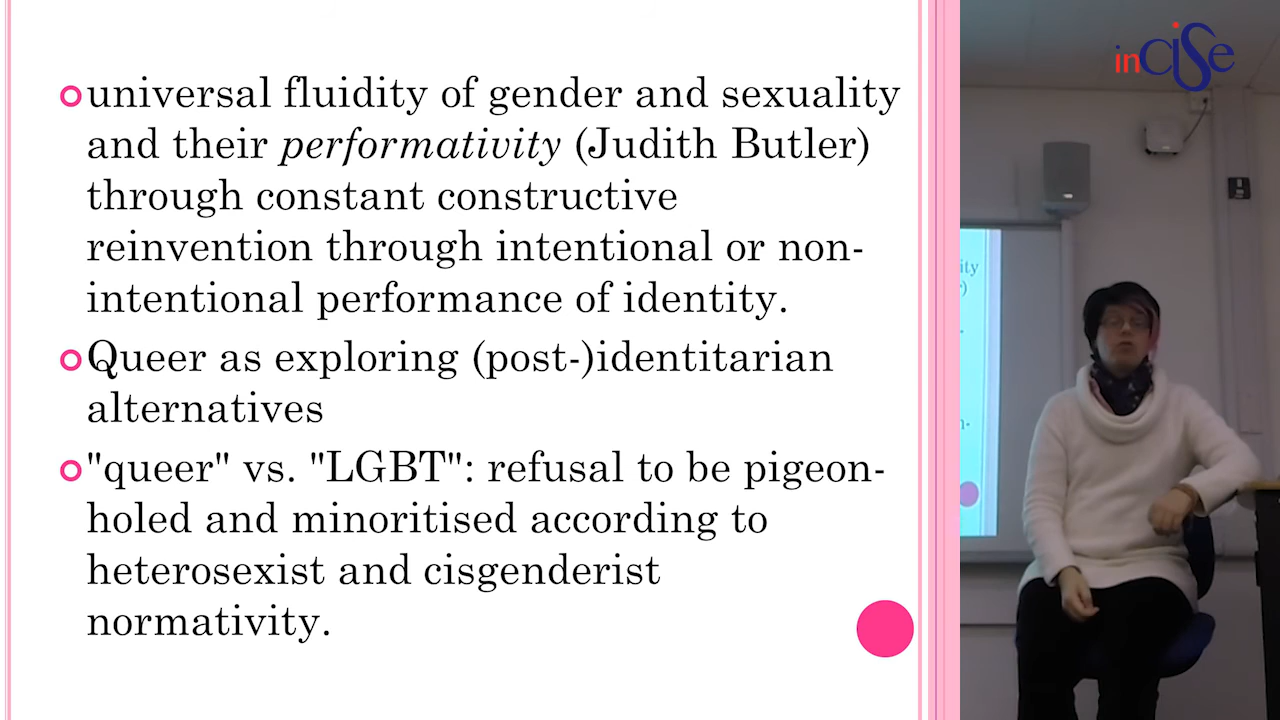 universal fluidity of gender and sexuality
and their performativity (Judith Butler)
through constant constructive
reinvention through intentional or non-
intentional performance of identity.
Queer as exploring (post-)identitarian
alternatives
"queer" vs. "LGBT": refusal to be pigeon-
holed and minoritised according to
heterosexist and cisgenderist
normativity.
inCISe
ity
)
n-